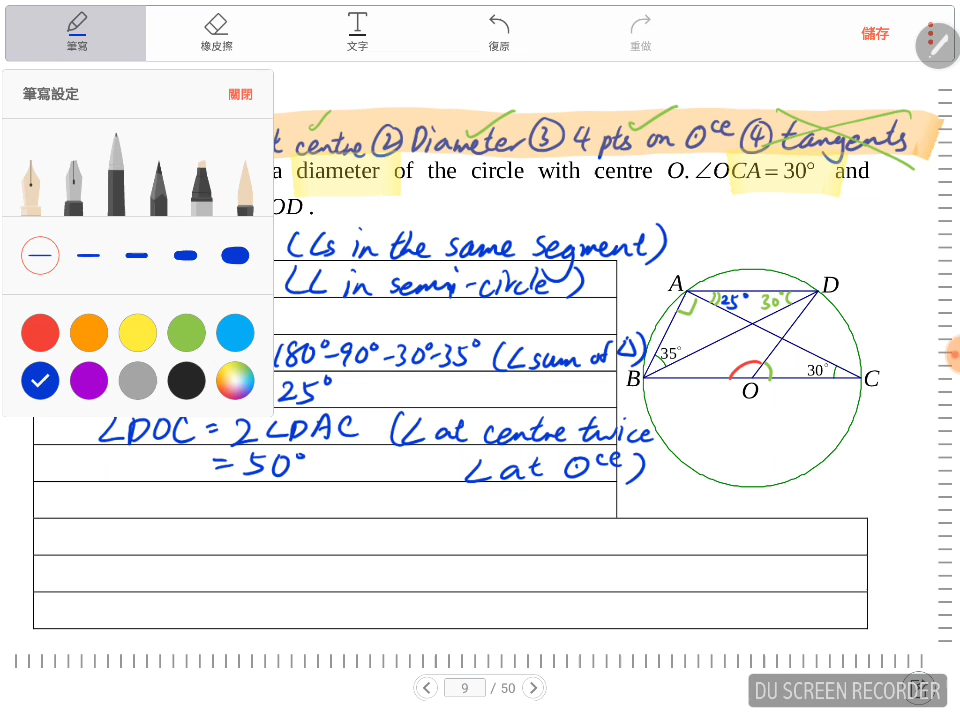 筆寫 橡皮擦 文字 復原 重做 儲存
筆寫設定 關閉
t centre ② Diameter ③ 4 pts on ⊙ce ④ tangents
a diameter of the circle with centre O. ∠OCA = 30° and
OD .
(∠s in the same segment)
(∠ in semi-circle)
180°-90°-30°-35° (∠ sum of Δ)
25°
∠DOC = 2∠DAC (∠ at centre twice
= 50° ∠ at ⊙ce)
A 25° 30° D
35°
B 30° C
O
9 / 50
DU SCREEN RECORDER